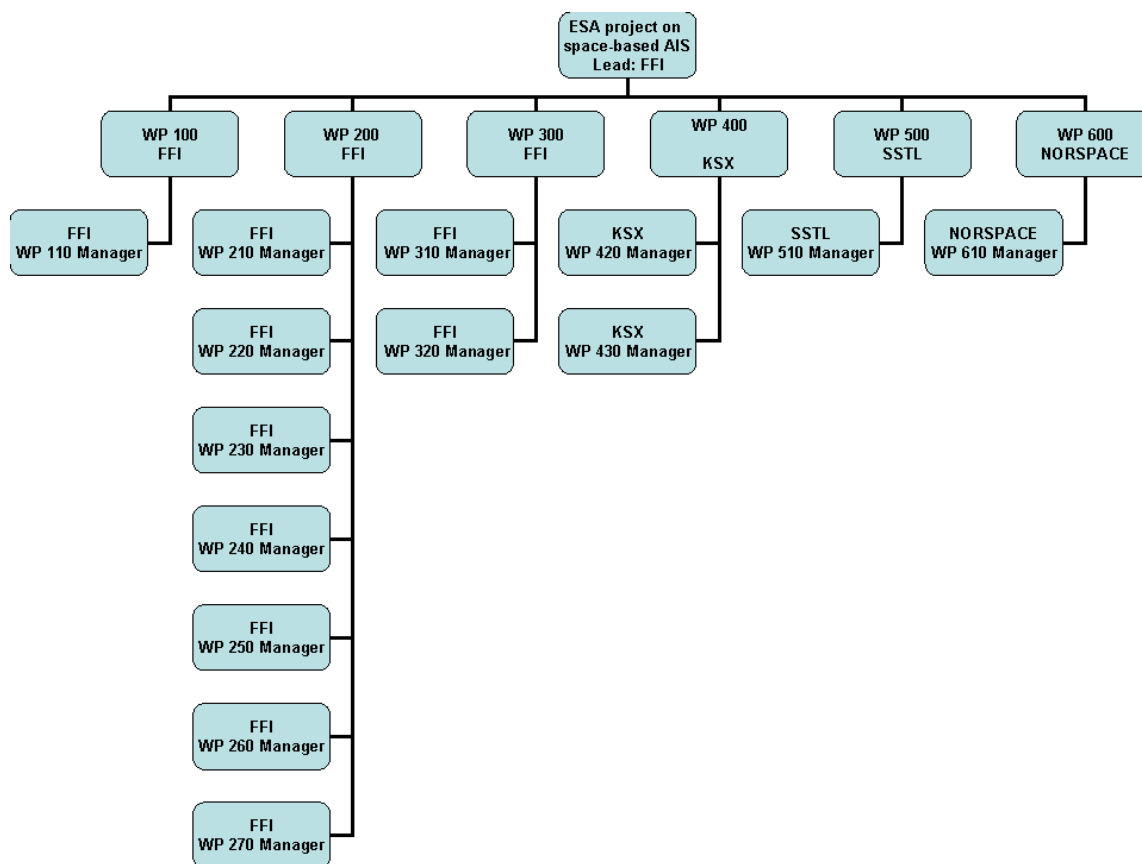 ESA project on
space-based AIS
Lead: FFI
WP 100
FFI
WP 200
FFI
WP 300
FFI
WP 400
KSX
WP 500
SSTL
WP 600
NORSPACE
FFI
WP 110 Manager
FFI
WP 210 Manager
FFI
WP 310 Manager
KSX
WP 420 Manager
SSTL
WP 510 Manager
NORSPACE
WP 610 Manager
FFI
WP 220 Manager
FFI
WP 320 Manager
KSX
WP 430 Manager
FFI
WP 230 Manager
FFI
WP 240 Manager
FFI
WP 250 Manager
FFI
WP 260 Manager
FFI
WP 270 Manager